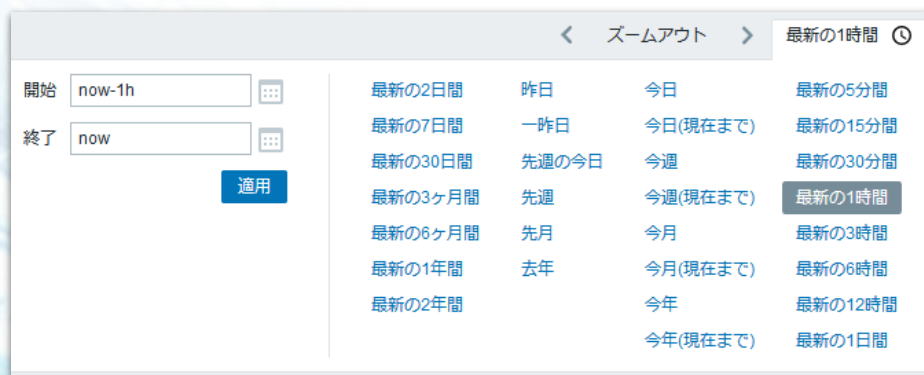 ズームアウト 最新の1時間
開始 now-1h
終了 now
適用
最新の2日間 昨日 今日 最新の5分間
最新の7日間 一昨日 今日(現在まで) 最新の15分間
最新の30日間 先週の今日 今週 最新の30分間
最新の3ヶ月間 先週 今週(現在まで) 最新の1時間
最新の6ヶ月間 先月 今月 最新の3時間
最新の1年間 去年 今月(現在まで) 最新の6時間
最新の2年間 今年 最新の12時間
今年(現在まで) 最新の1日間